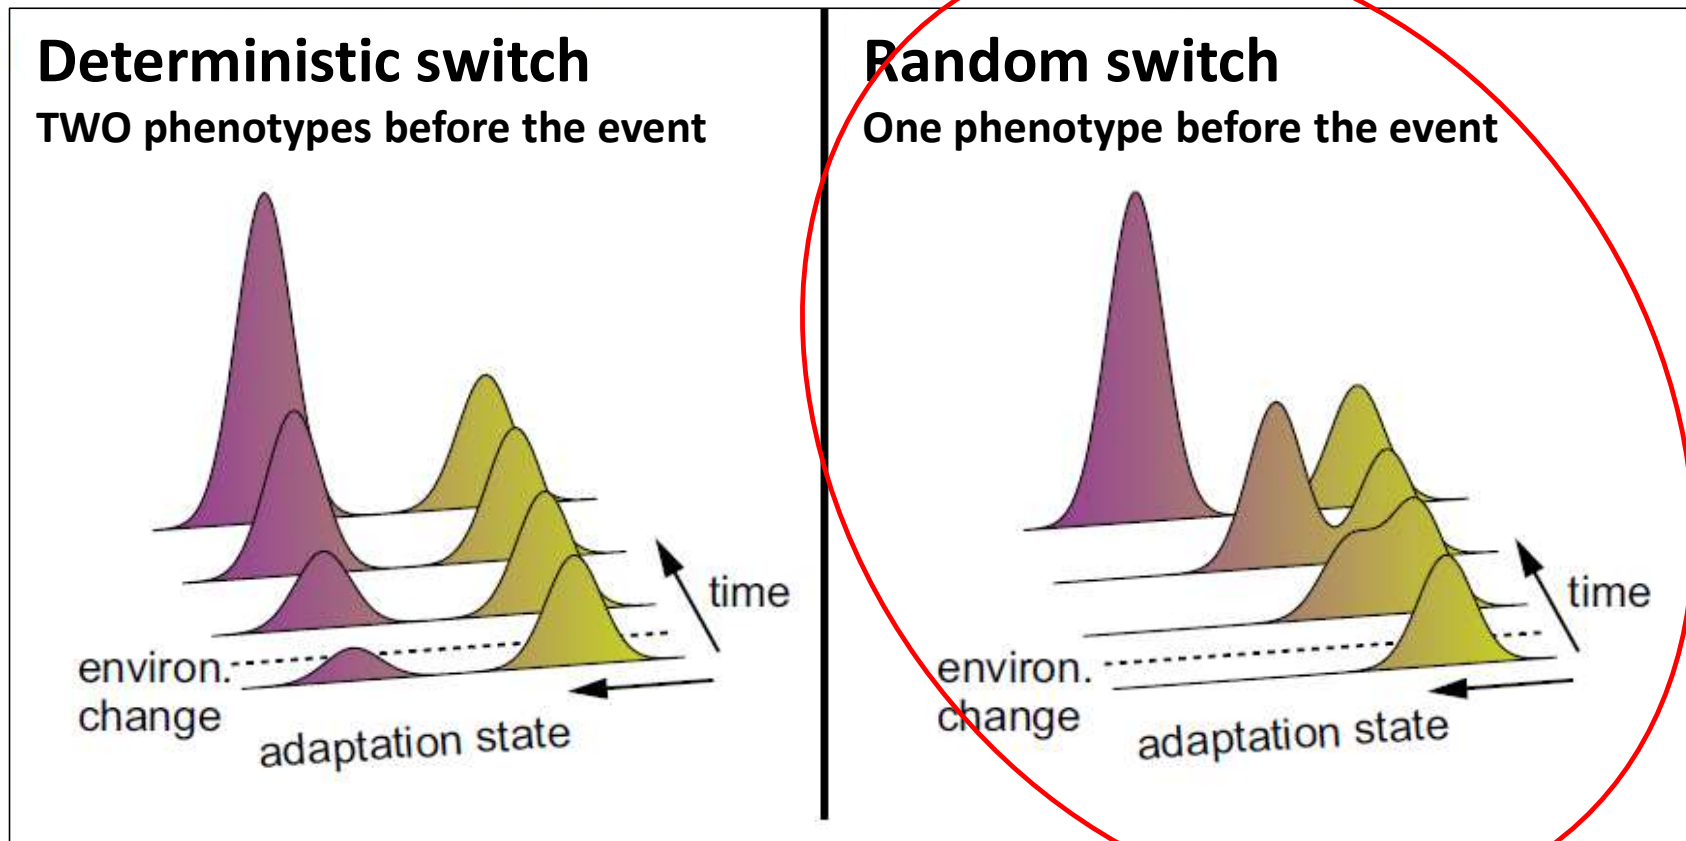 Deterministic switch
TWO phenotypes before the event
time
environ.
change
adaptation state
Random switch
One phenotype before the event
time
environ.
change
adaptation state